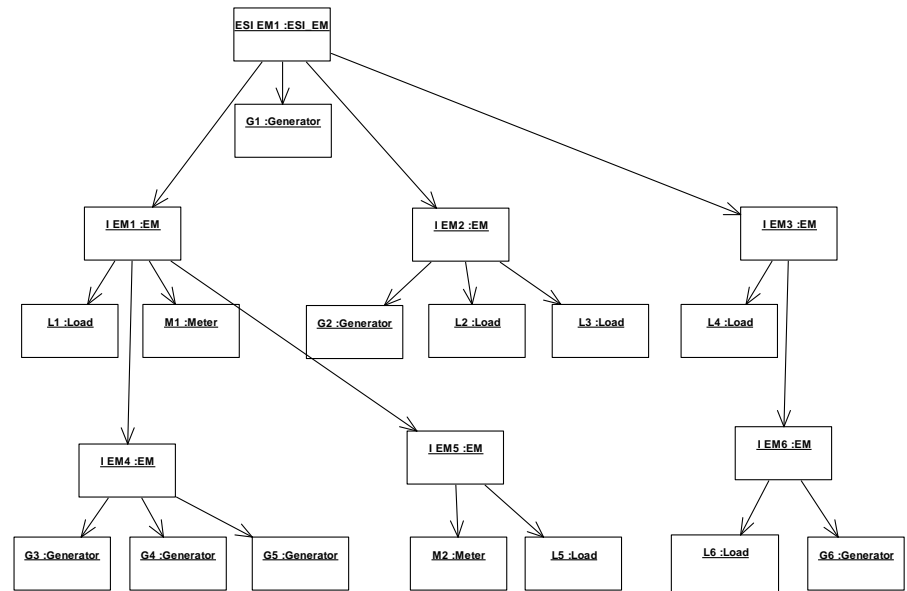 ESI EM1 :ESI_EM
G1 :Generator
I EM1 :EM
I EM2 :EM
I EM3 :EM
L1 :Load
M1 :Meter
G2 :Generator
L2 :Load
L3 :Load
L4 :Load
I EM4 :EM
I EM5 :EM
I EM6 :EM
G3 :Generator
G4 :Generator
G5 :Generator
M2 :Meter
L5 :Load
L6 :Load
G6 :Generator